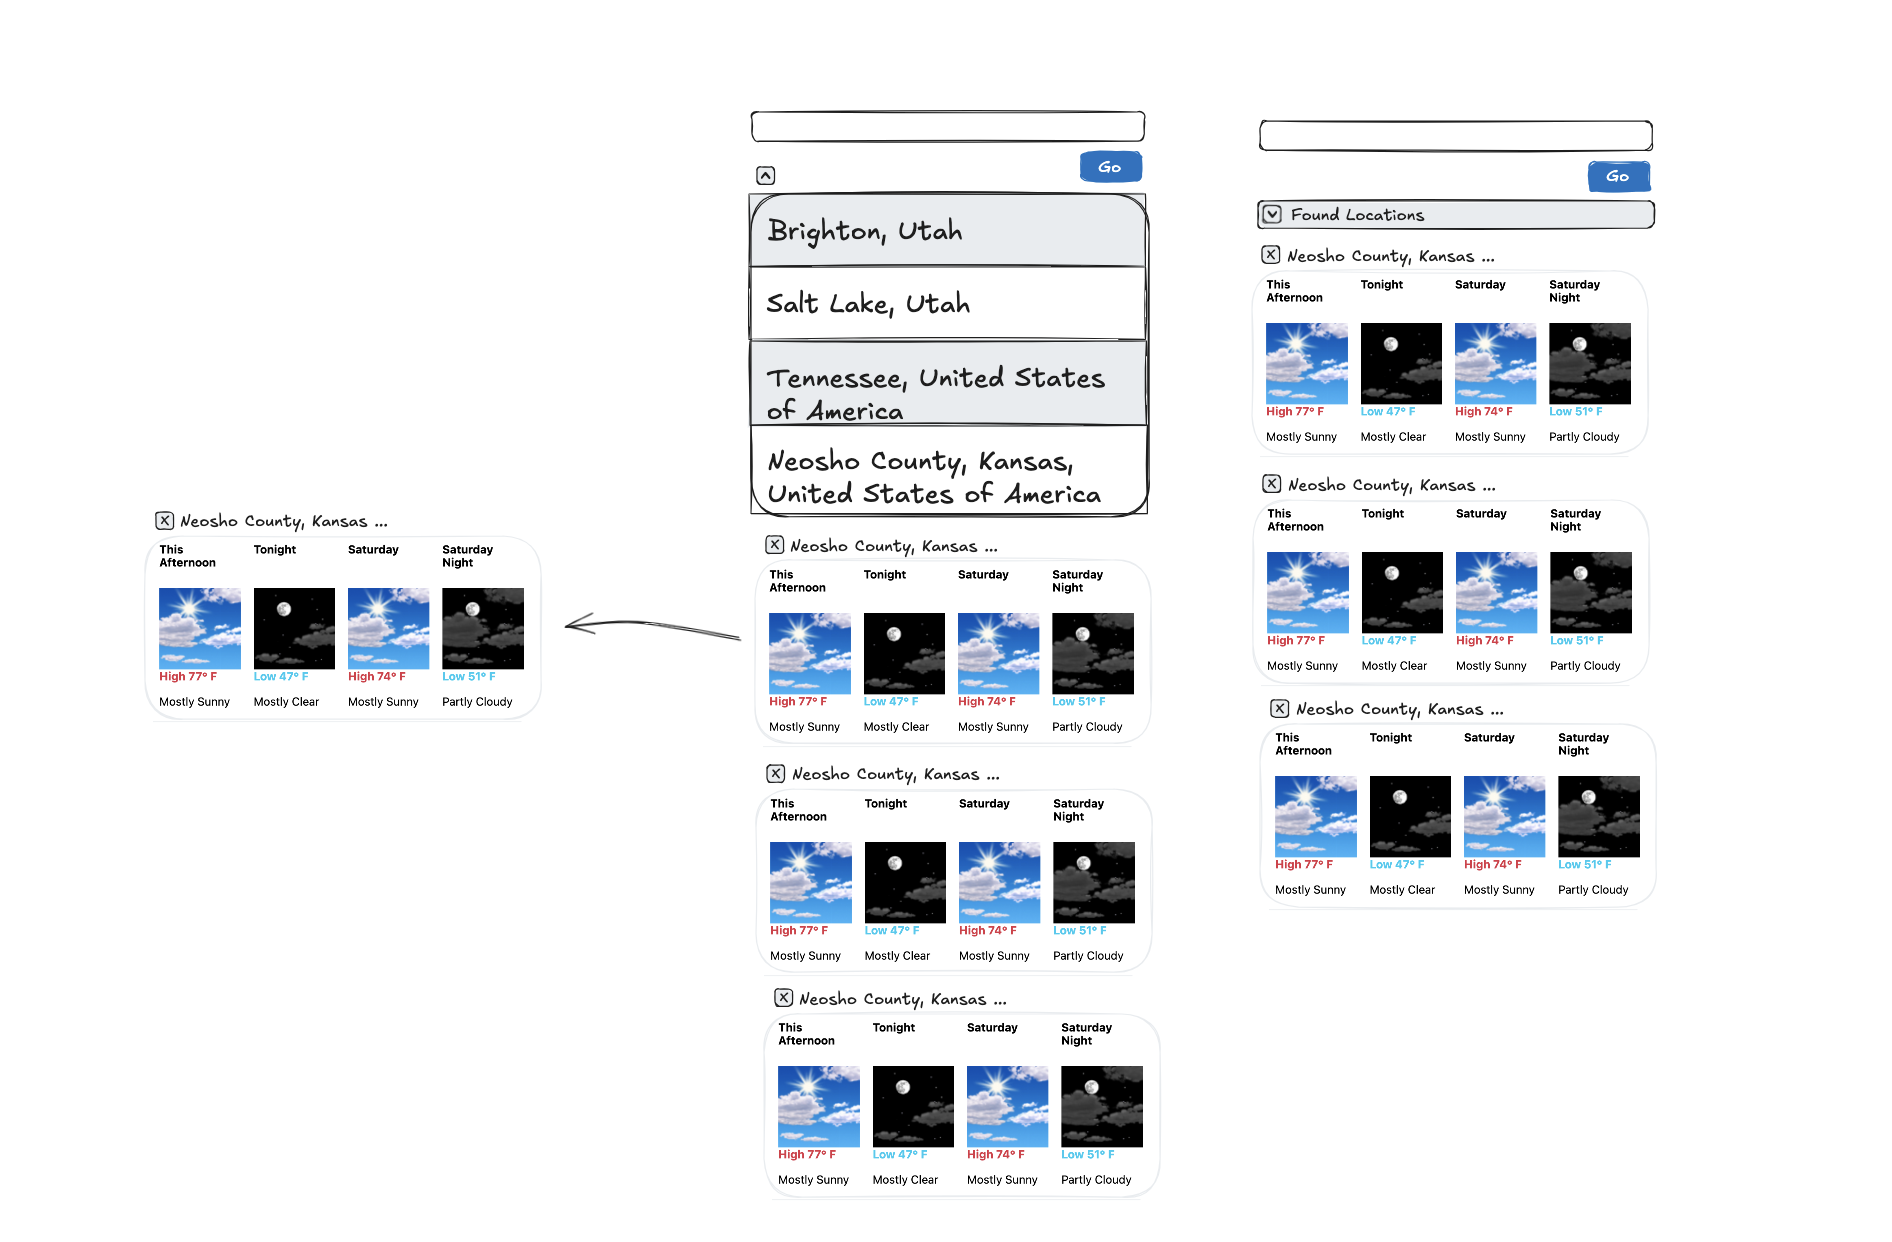 X Neosho County, Kansas ...
This Afternoon
Tonight
Saturday
Saturday Night
High 77° F
Low 47° F
High 74° F
Low 51° F
Mostly Sunny
Mostly Clear
Mostly Sunny
Partly Cloudy
Go
Brighton, Utah
Salt Lake, Utah
Tennessee, United States
of America
Neosho County, Kansas,
United States of America
X Neosho County, Kansas ...
This Afternoon
Tonight
Saturday
Saturday Night
High 77° F
Low 47° F
High 74° F
Low 51° F
Mostly Sunny
Mostly Clear
Mostly Sunny
Partly Cloudy
X Neosho County, Kansas ...
This Afternoon
Tonight
Saturday
Saturday Night
High 77° F
Low 47° F
High 74° F
Low 51° F
Mostly Sunny
Mostly Clear
Mostly Sunny
Partly Cloudy
X Neosho County, Kansas ...
This Afternoon
Tonight
Saturday
Saturday Night
High 77° F
Low 47° F
High 74° F
Low 51° F
Mostly Sunny
Mostly Clear
Mostly Sunny
Partly Cloudy
Go
Found Locations
X Neosho County, Kansas ...
This Afternoon
Tonight
Saturday
Saturday Night
High 77° F
Low 47° F
High 74° F
Low 51° F
Mostly Sunny
Mostly Clear
Mostly Sunny
Partly Cloudy
X Neosho County, Kansas ...
This Afternoon
Tonight
Saturday
Saturday Night
High 77° F
Low 47° F
High 74° F
Low 51° F
Mostly Sunny
Mostly Clear
Mostly Sunny
Partly Cloudy
X Neosho County, Kansas ...
This Afternoon
Tonight
Saturday
Saturday Night
High 77° F
Low 47° F
High 74° F
Low 51° F
Mostly Sunny
Mostly Clear
Mostly Sunny
Partly Cloudy